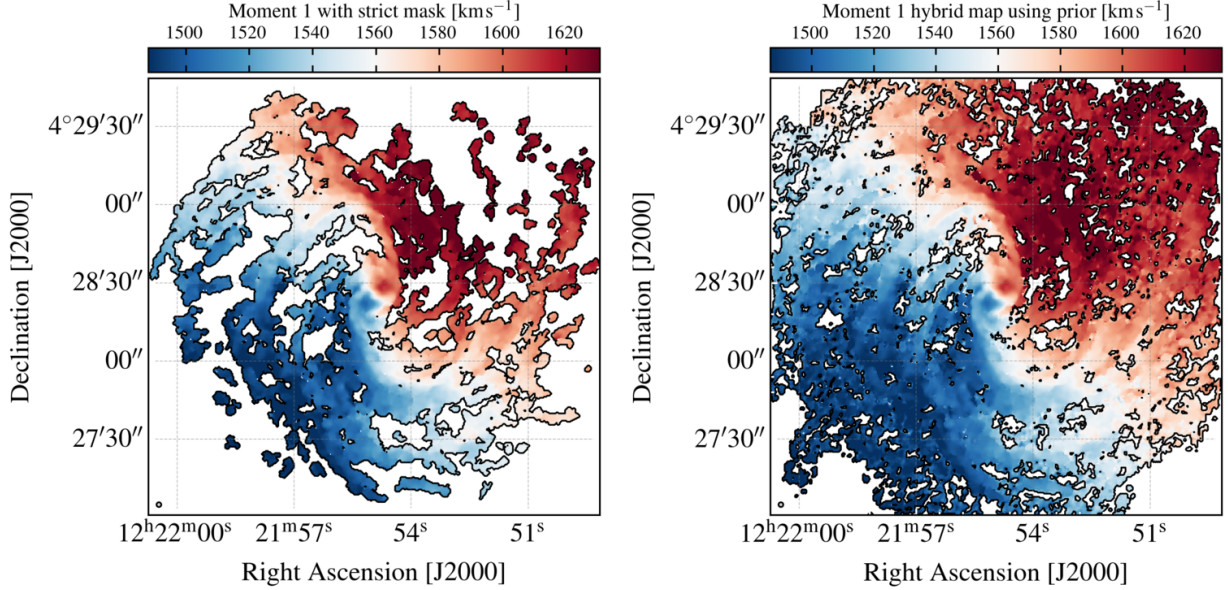 Moment 1 with strict mask [km s⁻¹]
1500 1520 1540 1560 1580 1600 1620
Declination [J2000]
4°29′30″
00″
28′30″
00″
27′30″
12ʰ22ᵐ00ˢ 21ᵐ57ˢ 54ˢ 51ˢ
Right Ascension [J2000]
Moment 1 hybrid map using prior [km s⁻¹]
1500 1520 1540 1560 1580 1600 1620
Declination [J2000]
4°29′30″
00″
28′30″
00″
27′30″
12ʰ22ᵐ00ˢ 21ᵐ57ˢ 54ˢ 51ˢ
Right Ascension [J2000]